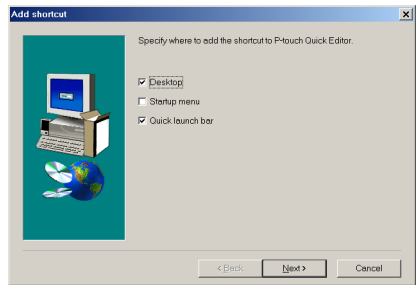 Add shortcut
Specify where to add the shortcut to P-touch Quick Editor.
Desktop
Startup menu
Quick launch bar
< Back
Next >
Cancel